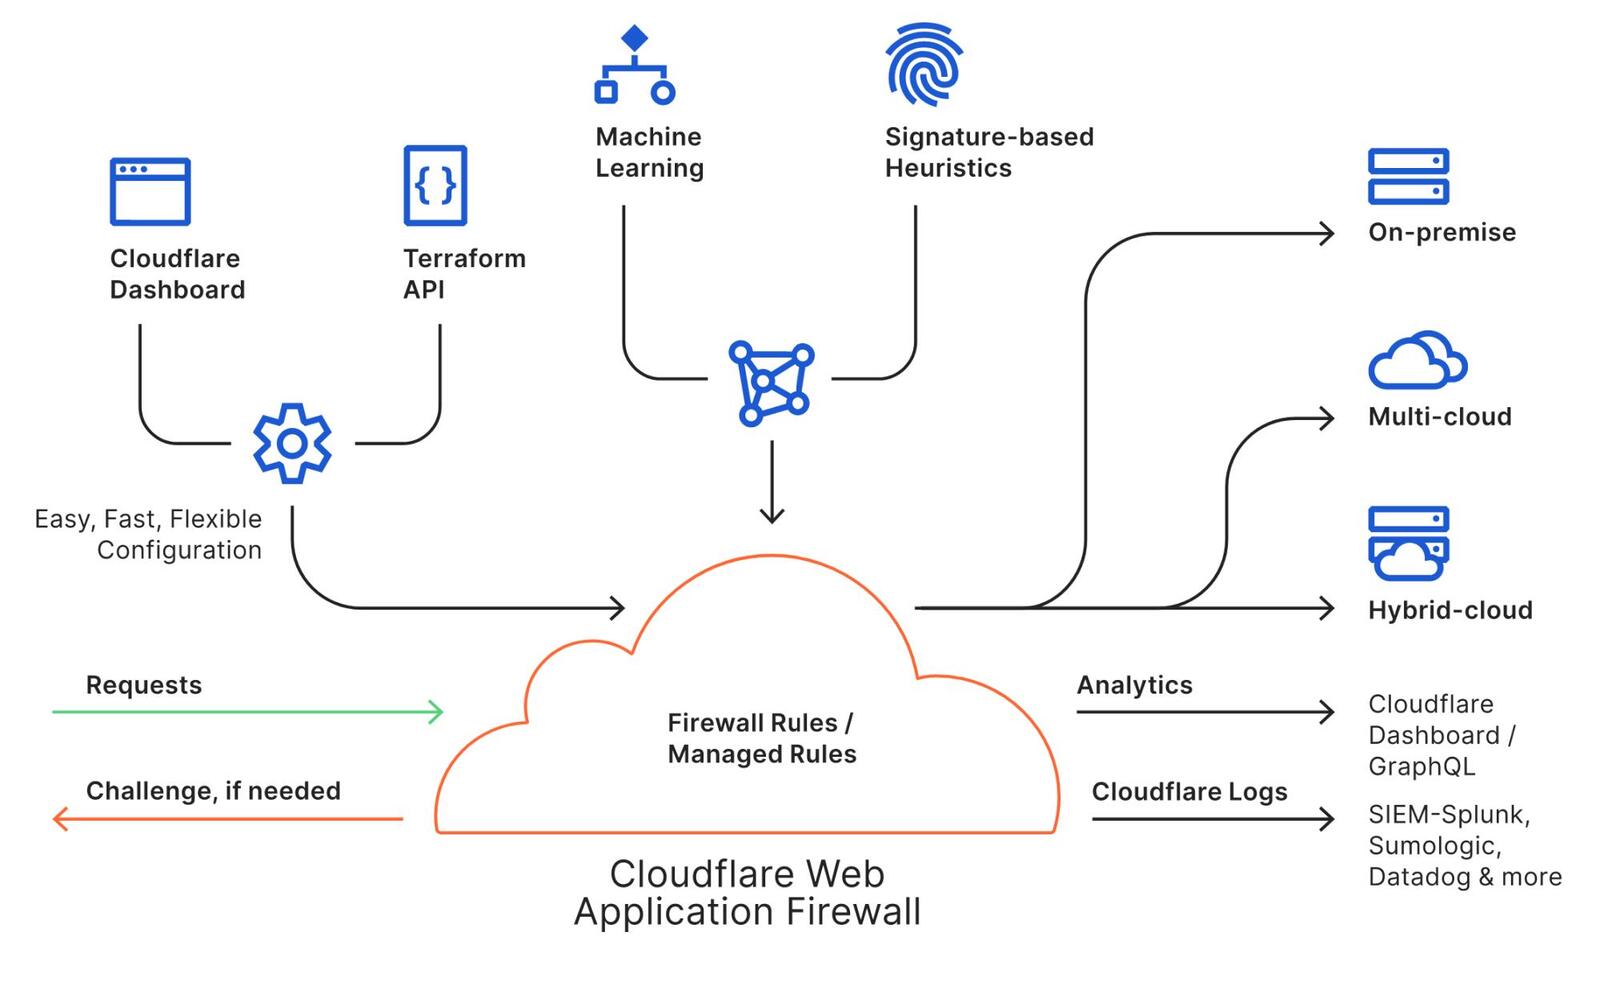 Machine
Learning
Signature-based
Heuristics
Cloudflare
Dashboard
Terraform
API
On-premise
Multi-cloud
Easy, Fast, Flexible
Configuration
Hybrid-cloud
Requests
Challenge, if needed
Firewall Rules /
Managed Rules
Analytics
Cloudflare
Dashboard /
GraphQL
Cloudflare Logs
SIEM-Splunk,
Sumologic,
Datadog & more
Cloudflare Web
Application Firewall